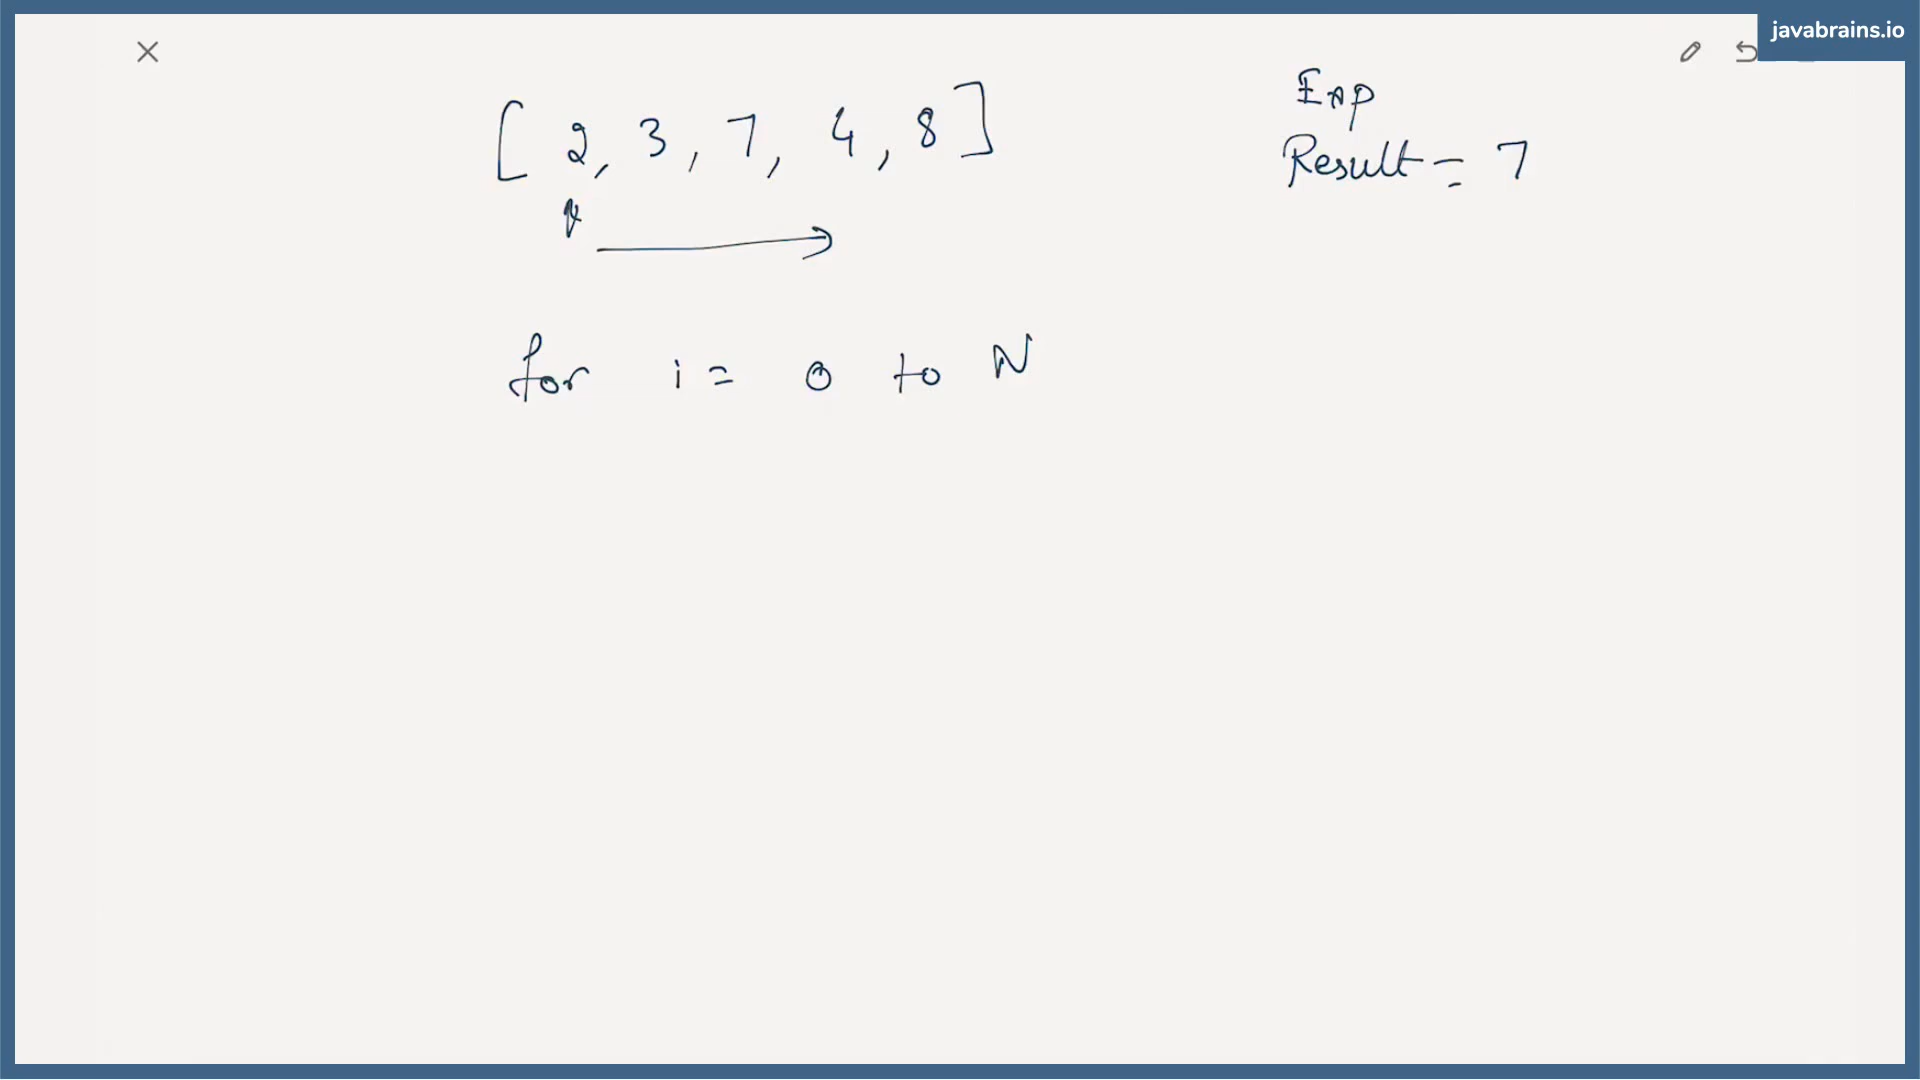 javabrains.io
[ 2, 3, 7, 4, 8 ]
Exp
Result = 7
for i = 0 to N